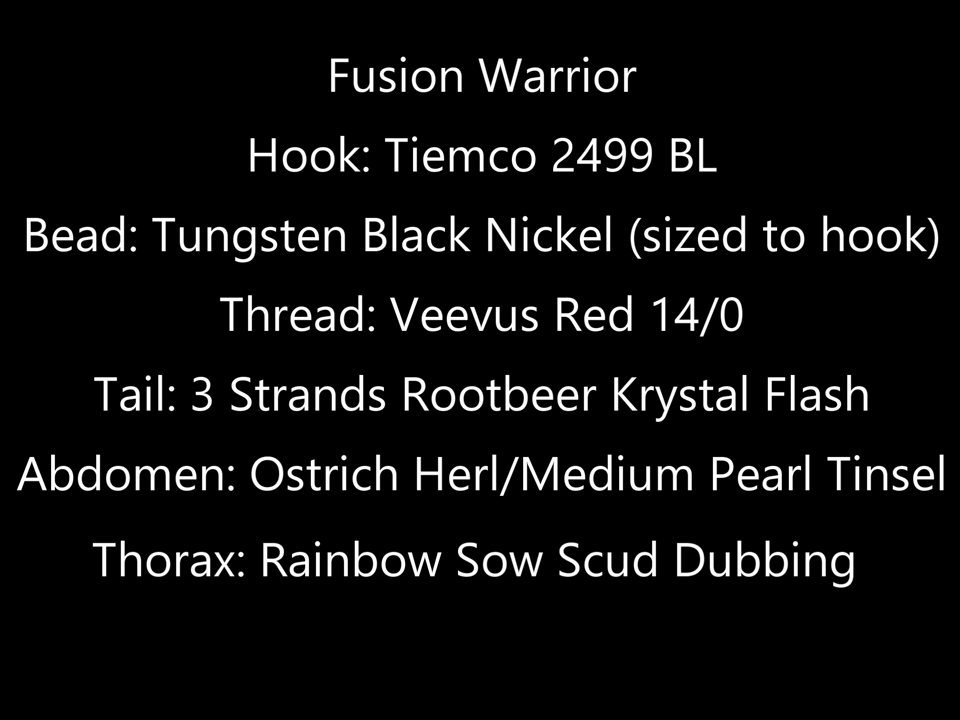 Fusion Warrior
Hook: Tiemco 2499 BL
Bead: Tungsten Black Nickel (sized to hook)
Thread: Veevus Red 14/0
Tail: 3 Strands Rootbeer Krystal Flash
Abdomen: Ostrich Herl/Medium Pearl Tinsel
Thorax: Rainbow Sow Scud Dubbing